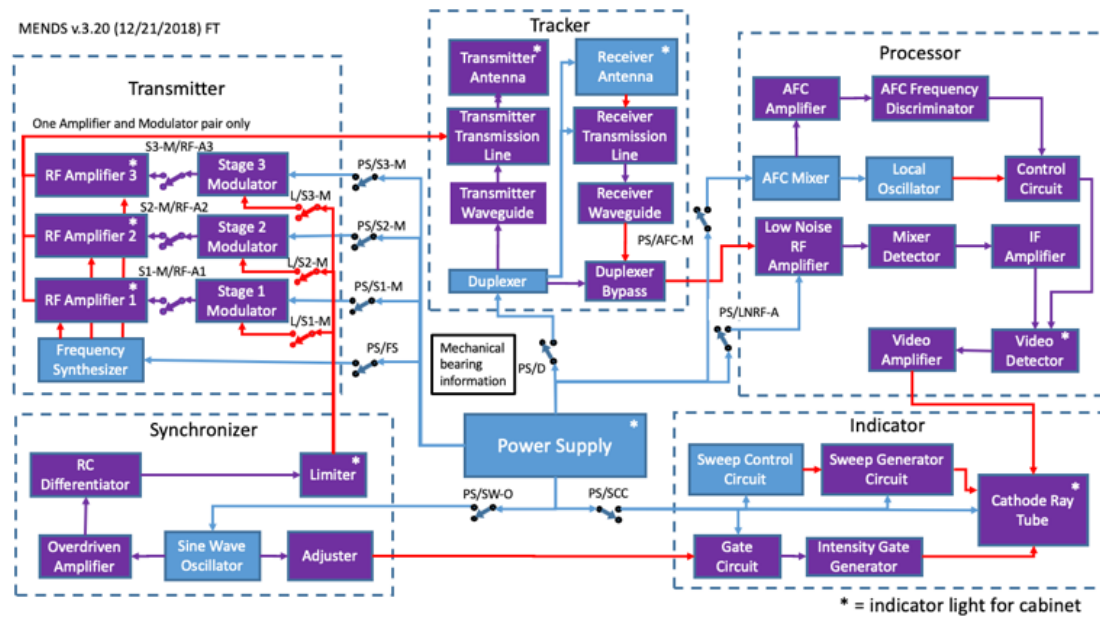 MENDS v.3.20 (12/21/2018) FT
Transmitter
One Amplifier and Modulator pair only
S3-M/RF-A3
RF Amplifier 3
*
Stage 3
Modulator
PS/S3-M
L/S3-M
S2-M/RF-A2
RF Amplifier 2
*
Stage 2
Modulator
PS/S2-M
L/S2-M
S1-M/RF-A1
RF Amplifier 1
*
Stage 1
Modulator
PS/S1-M
L/S1-M
Frequency
Synthesizer
PS/FS
Tracker
Transmitter
Antenna
*
Receiver
Antenna
*
Transmitter
Transmission
Line
Receiver
Transmission
Line
Transmitter
Waveguide
Receiver
Waveguide
Duplexer
Duplexer
Bypass
PS/AFC-M
PS/LNRF-A
PS/D
Mechanical
bearing
information
Processor
AFC
Amplifier
AFC Frequency
Discriminator
AFC Mixer
Local
Oscillator
Control
Circuit
Low Noise
RF
Amplifier
Mixer
Detector
IF
Amplifier
Video
Amplifier
Video
Detector
*
Synchronizer
RC
Differentiator
Limiter
*
Overdriven
Amplifier
Sine Wave
Oscillator
Adjuster
Power Supply
*
PS/SW-O
PS/SCC
Indicator
Sweep Control
Circuit
Sweep Generator
Circuit
Cathode Ray
Tube
*
Gate
Circuit
Intensity Gate
Generator
* = indicator light for cabinet